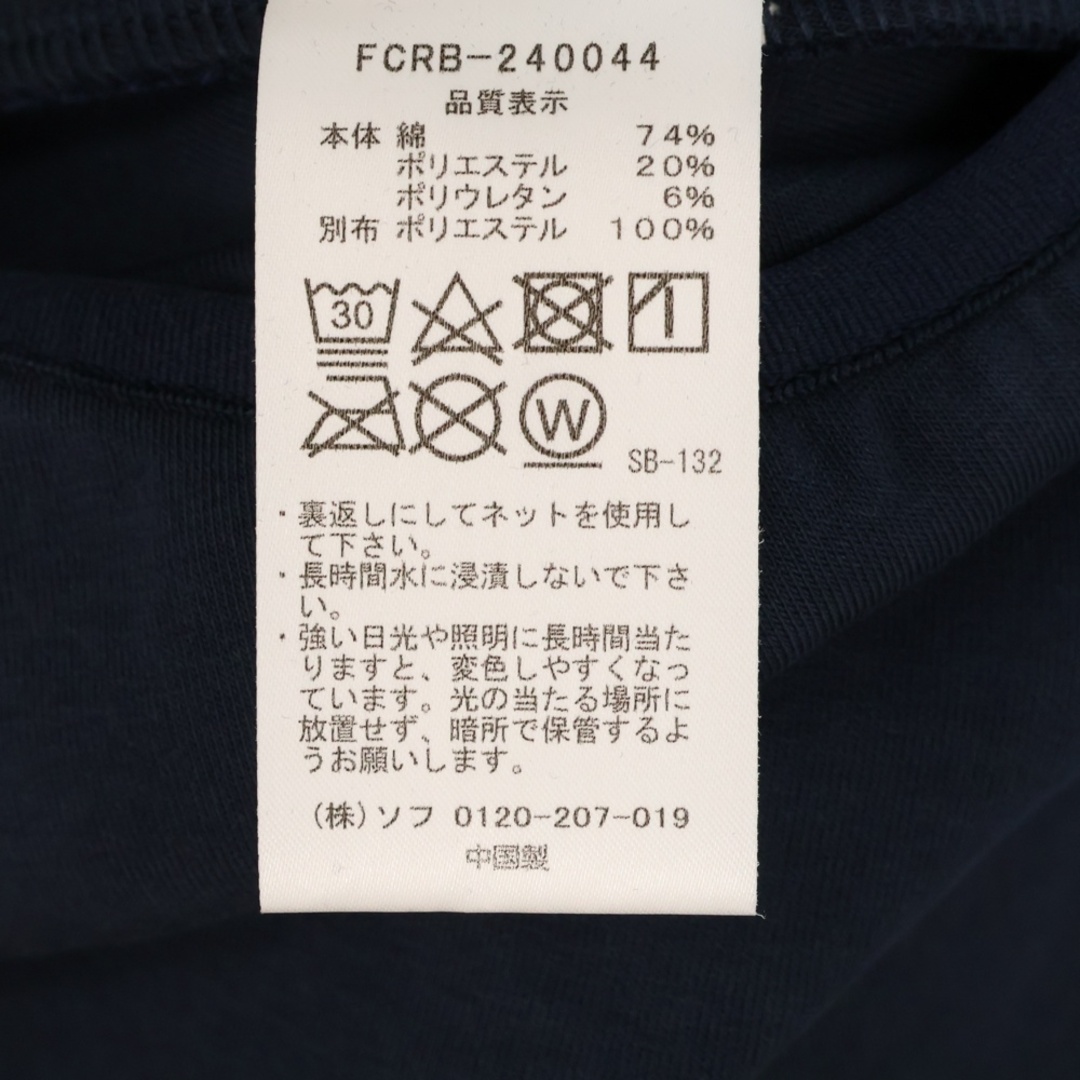 FCRB-240044
品質表示
本体 綿 74%
ポリエステル 20%
ポリウレタン 6%
別布 ポリエステル 100%
30
W
SB-132
・裏返しにしてネットを使用し
て下さい。
・長時間水に浸漬しないで下さ
い。
・強い日光や照明に長時間当た
りますと、変色しやすくなっ
ています。光の当たる場所に
放置せず、暗所で保管するよ
うお願いします。
(株)ソフ 0120-207-019
中国製